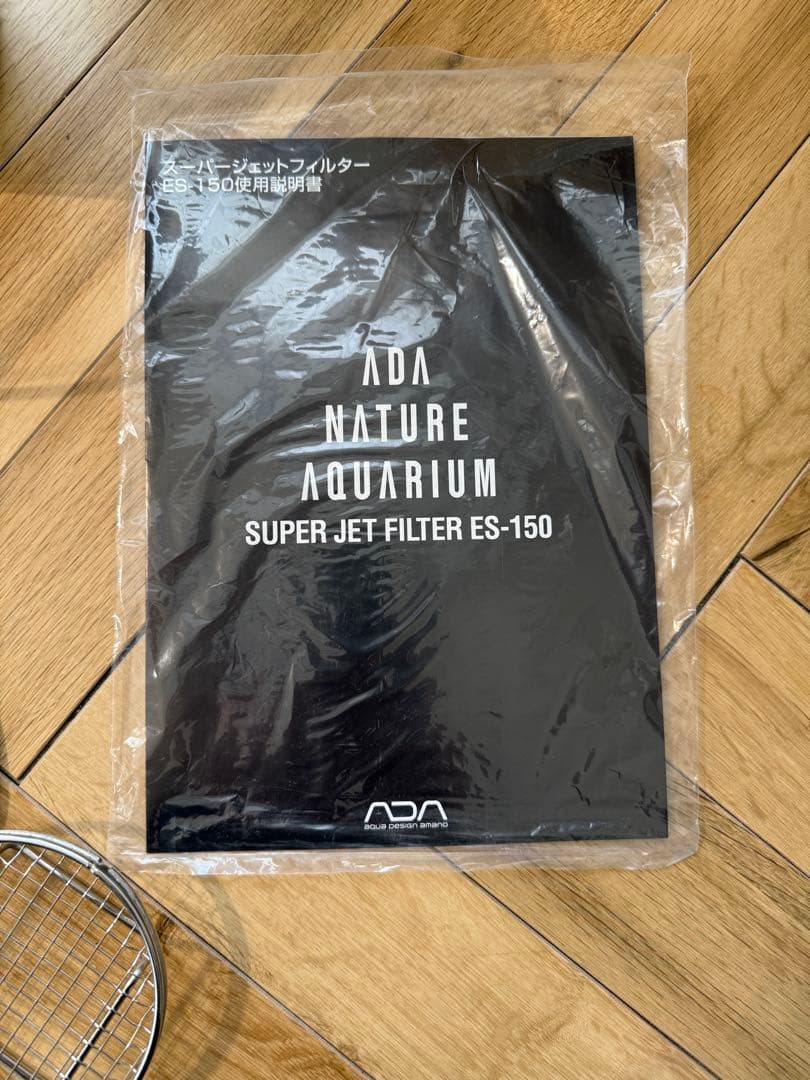 スーパージェットフィルター
ES-150使用説明書
ADA
NATURE
AQUARIUM
SUPER JET FILTER ES-150
ADA
aqua design amano